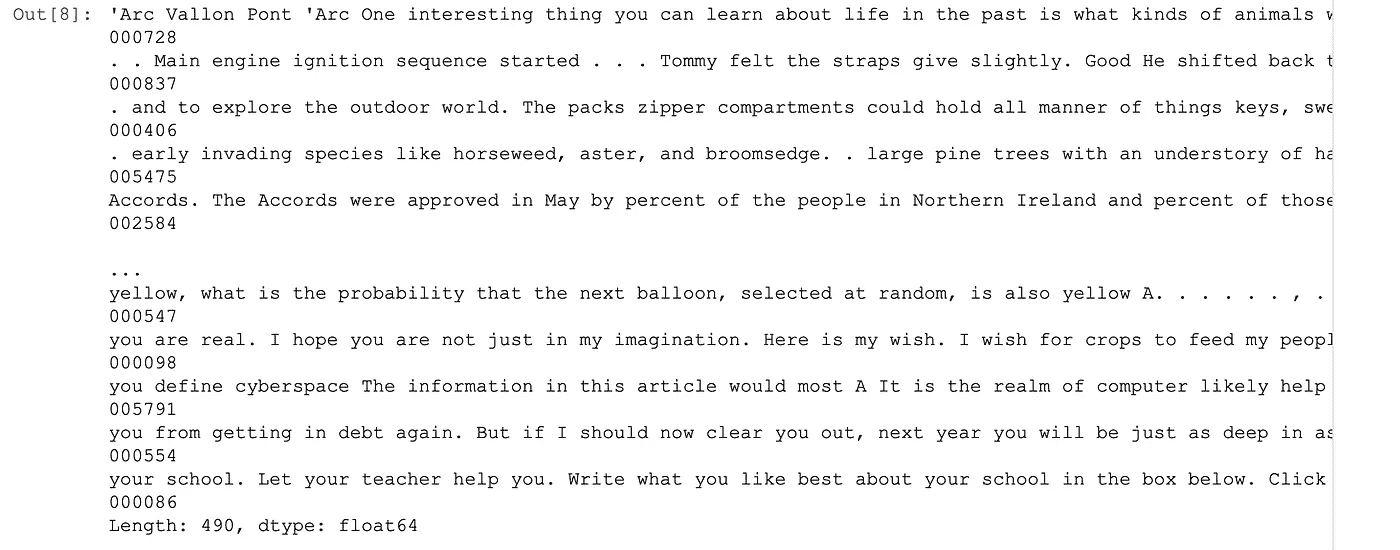 Out[8]: 'Arc Vallon Pont 'Arc One interesting thing you can learn about life in the past is what kinds of animals
000728
. . Main engine ignition sequence started . . . Tommy felt the straps give slightly. Good He shifted back
000837
. and to explore the outdoor world. The packs zipper compartments could hold all manner of things keys,
000406
. early invading species like horseweed, aster, and broomsedge. . large pine trees with an understory of
005475
Accords. The Accords were approved in May by percent of the people in Northern Ireland and percent of those
002584
...
yellow, what is the probability that the next balloon, selected at random, is also yellow A. . . . . . , .
000547
you are real. I hope you are not just in my imagination. Here is my wish. I wish for crops to feed my
000098
you define cyberspace The information in this article would most A It is the realm of computer likely help
005791
you from getting in debt again. But if I should now clear you out, next year you will be just as deep in
000554
your school. Let your teacher help you. Write what you like best about your school in the box below. Click
000086
Length: 490, dtype: float64